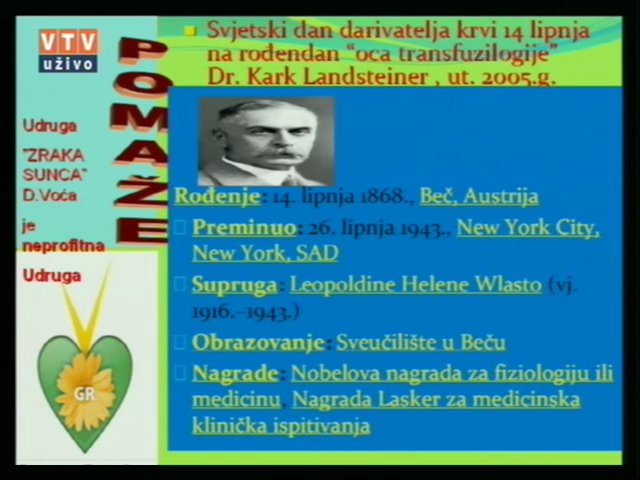 VTV
uživo
POMAŽE
Udruga
"ZRAKA
SUNCA"
D.Voća
je
neprofitna
Udruga
GR
Svjetski dan darivatelja krvi 14 lipnja
na rođendan “oca transfuzilogije”
Dr. Kark Landsteiner , ut. 2005.g.
Rođenje: 14. lipnja 1868., Beč, Austrija
Preminuo: 26. lipnja 1943., New York City,
New York, SAD
Supruga: Leopoldine Helene Wlasto (vj.
1916.–1943.)
Obrazovanje: Sveučilište u Beču
Nagrade: Nobelova nagrada za fiziologiju ili
medicinu, Nagrada Lasker za medicinska
klinička ispitivanja